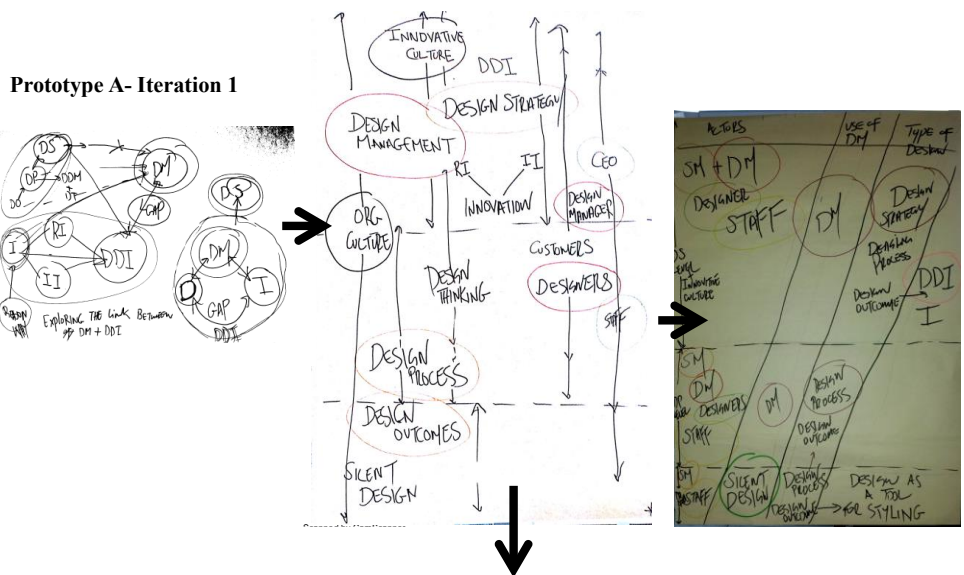 Prototype A- Iteration 1
DS
DP
DDM
DM
GAP
RI
I
II
DDI
EXPLORING THE LINK BETWEEN
DM + DDI
DS
DM
D
I
GAP
DDI
INNOVATIVE
CULTURE
DDI
DESIGN STRATEGY
DESIGN
MANAGEMENT
RI
II
INNOVATION
CEO
DESIGN
MANAGER
ORG
CULTURE
CUSTOMERS
DESIGN
THINKING
DESIGNERS
STAFF
DESIGN
PROCESS
DESIGN
OUTCOMES
SILENT
DESIGN
ACTORS
USE OF
DM
TYPE OF
DESIGN
SM + DM
DESIGNER
STAFF
DM
DESIGN
STRATEGY
DESIGN
PROCESS
INNOVATIVE
CULTURE
DESIGN
OUTCOMES
DDI
I
SM
DM
DESIGNERS
STAFF
DM
DESIGN
PROCESS
DESIGN
OUTCOME
SM
STAFF
SILENT
DESIGN
DESIGN
PROCESS
DESIGN
OUTCOME
DESIGN AS
A TOOL
FOR STYLING